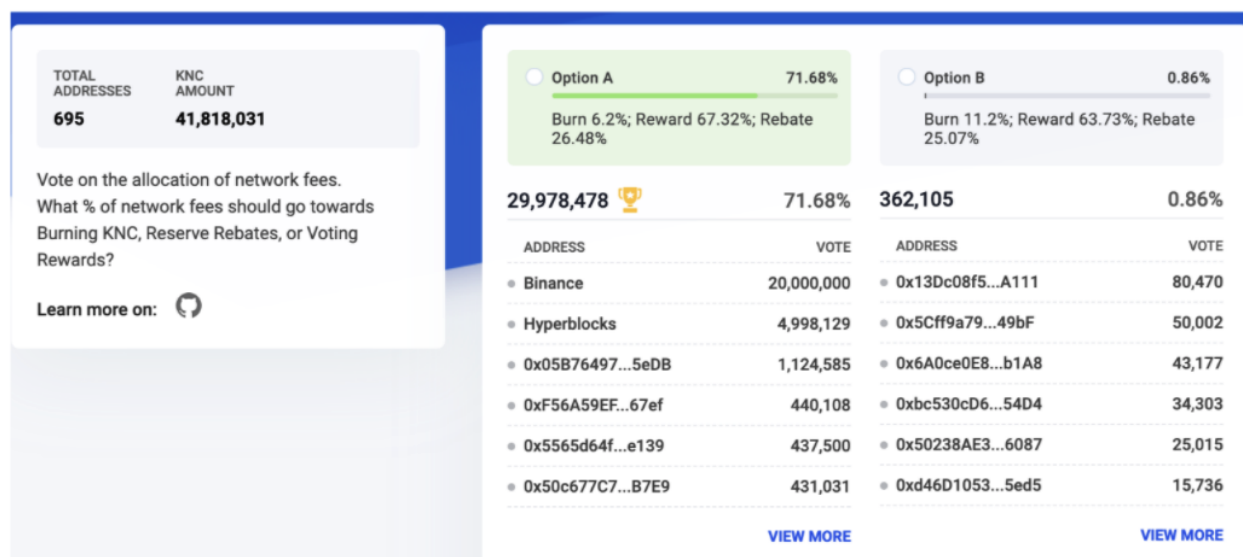 TOTAL
ADDRESSES
695
KNC
AMOUNT
41,818,031
Vote on the allocation of network fees.
What % of network fees should go towards
Burning KNC, Reserve Rebates, or Voting
Rewards?
Learn more on:
Option A 71.68%
Burn 6.2%; Reward 67.32%; Rebate
26.48%
29,978,478 71.68%
ADDRESS VOTE
Binance 20,000,000
Hyperblocks 4,998,129
0x05B76497...5eDB 1,124,585
0xF56A59EF...67ef 440,108
0x5565d64f...e139 437,500
0x50c677C7...B7E9 431,031
VIEW MORE
Option B 0.86%
Burn 11.2%; Reward 63.73%; Rebate
25.07%
362,105 0.86%
ADDRESS VOTE
0x13Dc08f5...A111 80,470
0x5Cff9a79...49bF 50,002
0x6A0ce0E8...b1A8 43,177
0xbc530cD6...54D4 34,303
0x50238AE3...6087 25,015
0xd46D1053...5ed5 15,736
VIEW MORE